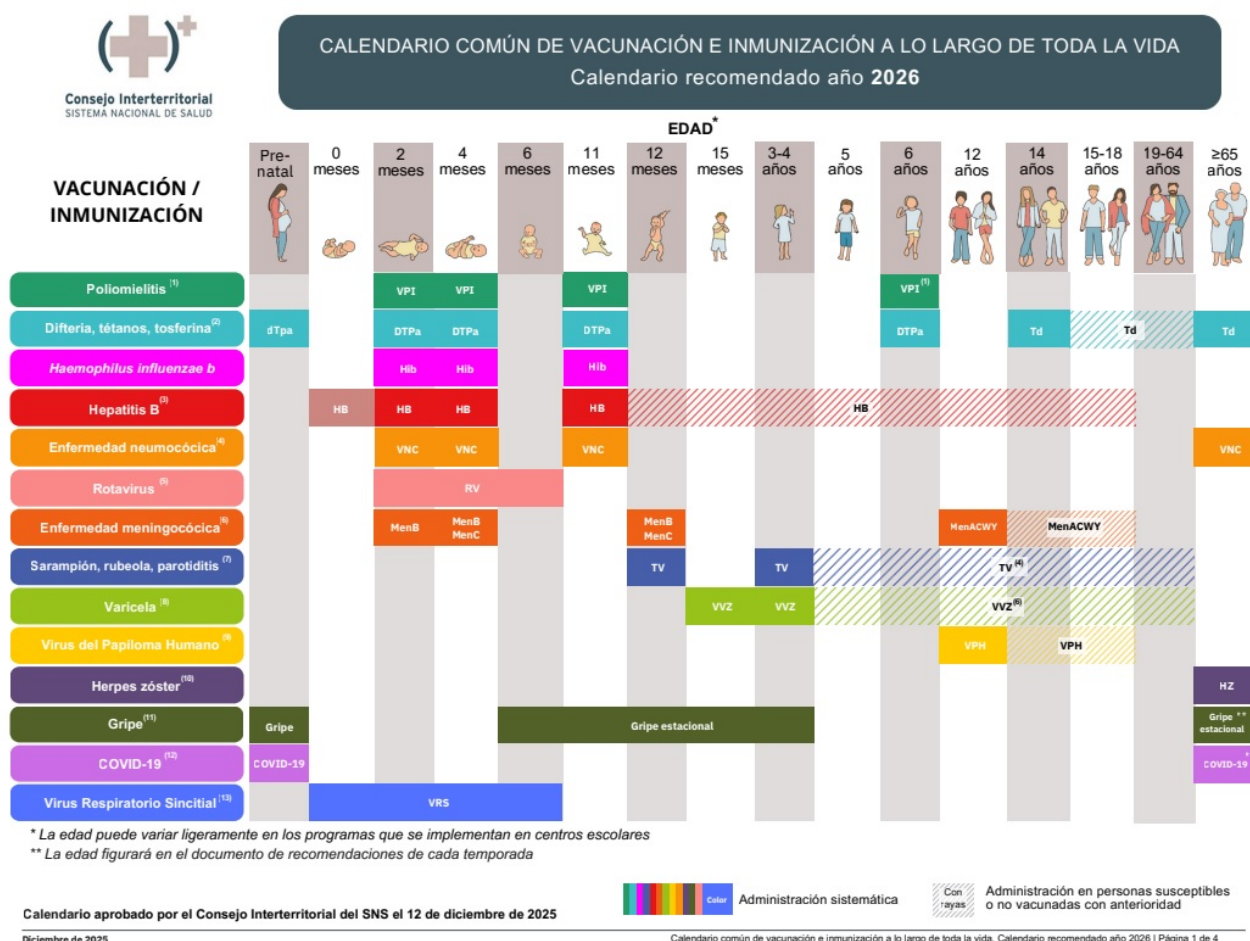 Consejo Interterritorial
SISTEMA NACIONAL DE SALUD
CALENDARIO COMÚN DE VACUNACIÓN E INMUNIZACIÓN A LO LARGO DE TODA LA VIDA
Calendario recomendado año 2026
EDAD*
VACUNACIÓN /
INMUNIZACIÓN
Pre-natal 0 meses 2 meses 4 meses 6 meses 11 meses 12 meses 15 meses 3-4 años 5 años 6 años 12 años 14 años 15-18 años 19-64 años ≥65 años
Poliomielitis (1) VPI VPI VPI VPI (1)
Difteria, tétanos, tosferina(2) dTpa DTPa DTPa DTPa DTPa Td Td Td
Haemophilus influenzae b Hib Hib Hib
Hepatitis B(3) HB HB HB HB HB
Enfermedad neumocócica(4) VNC VNC VNC VNC
Rotavirus (5) RV
Enfermedad meningocócica(6) MenB MenB MenC MenB MenC MenACWY MenACWY
Sarampión, rubeola, parotiditis (7) TV TV TV (4)
Varicela (8) VVZ VVZ VVZ(6)
Virus del Papiloma Humano(9) VPH VPH
Herpes zóster(10) HZ
Gripe(11) Gripe Gripe estacional Gripe ** estacional
COVID-19 (12) COVID-19 COVID-19*
Virus Respiratorio Sincitial (13) VRS
* La edad puede variar ligeramente en los programas que se implementan en centros escolares
** La edad figurará en el documento de recomendaciones de cada temporada
Color Administración sistemática
Con rayas Administración en personas susceptibles
o no vacunadas con anterioridad
Calendario aprobado por el Consejo Interterritorial del SNS el 12 de diciembre de 2025
Diciembre de 2025
Calendario común de vacunación e inmunización a lo largo de toda la vida. Calendario recomendado año 2026 | Página 1 de 4